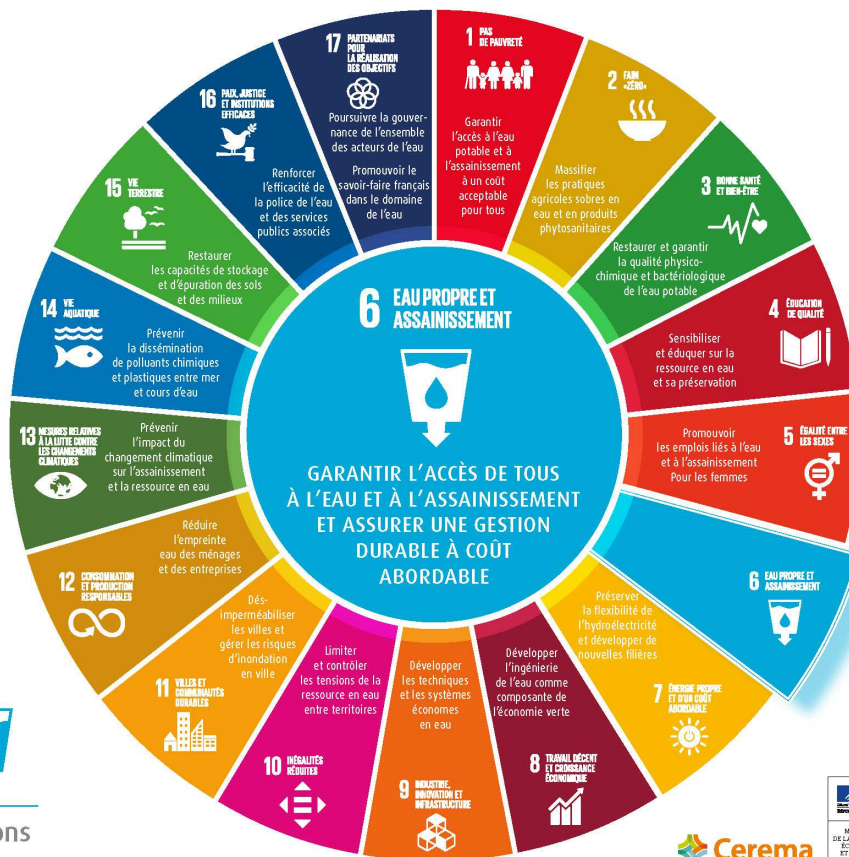 1 PAS
DE PAUVRETÉ
Garantir
l'accès à l'eau
potable et à
l'assainissement
à un coût
acceptable
pour tous
2 FAIM
«ZÉRO»
Massifier
les pratiques
agricoles sobres en
eau et en produits
phytosanitaires
3 BONNE SANTÉ
ET BIEN-ÊTRE
Restaurer et garantir
la qualité physico-
chimique et bactériologique
de l'eau potable
4 ÉDUCATION
DE QUALITÉ
Sensibiliser
et éduquer sur la
ressource en eau
et sa préservation
5 ÉGALITÉ ENTRE
LES SEXES
Promouvoir
les emplois liés à l'eau
et à l'assainissement
Pour les femmes
6 EAU PROPRE ET
ASSAINISSEMENT
7 ÉNERGIE PROPRE
ET D'UN COÛT
ABORDABLE
Préserver
la flexibilité de
l'hydroélectricité
et développer de
nouvelles filières
8 TRAVAIL DÉCENT
ET CROISSANCE
ÉCONOMIQUE
Développer
l'ingénierie
de l'eau comme
composante de
l'économie verte
9 INDUSTRIE,
INNOVATION ET
INFRASTRUCTURE
Développer
les techniques
et les systèmes
économes
en eau
10 INÉGALITÉS
RÉDUITES
Limiter
et contrôler
les tensions de la
ressource en eau
entre territoires
11 VILLES ET
COMMUNAUTÉS
DURABLES
Dés-
imperméabiliser
les villes et
gérer les risques
d'inondation
en ville
12 CONSOMMATION
ET PRODUCTION
RESPONSABLES
Réduire
l'empreinte
eau des ménages
et des entreprises
13 MESURES RELATIVES
À LA LUTTE CONTRE
LES CHANGEMENTS
CLIMATIQUES
Prévenir
l'impact du
changement climatique
sur l'assainissement
et la ressource en eau
14 VIE
AQUATIQUE
Prévenir
la dissémination
de polluants chimiques
et plastiques entre mer
et cours d'eau
15 VIE
TERRESTRE
Restaurer
les capacités de stockage
et d'épuration des sols
et des milieux
16 PAIX, JUSTICE
ET INSTITUTIONS
EFFICACES
Renforcer
l'efficacité de
la police de l'eau
et des services
publics associés
17 PARTENARIATS
POUR
LA RÉALISATION
DES OBJECTIFS
Poursuivre la gouver-
nance de l'ensemble
des acteurs de l'eau
Promouvoir le
savoir-faire français
dans le domaine
de l'eau
6 EAU PROPRE ET
ASSAINISSEMENT
GARANTIR L'ACCÈS DE TOUS
À L'EAU ET À L'ASSAINISSEMENT
ET ASSURER UNE GESTION
DURABLE À COÛT
ABORDABLE
ons
Cerema